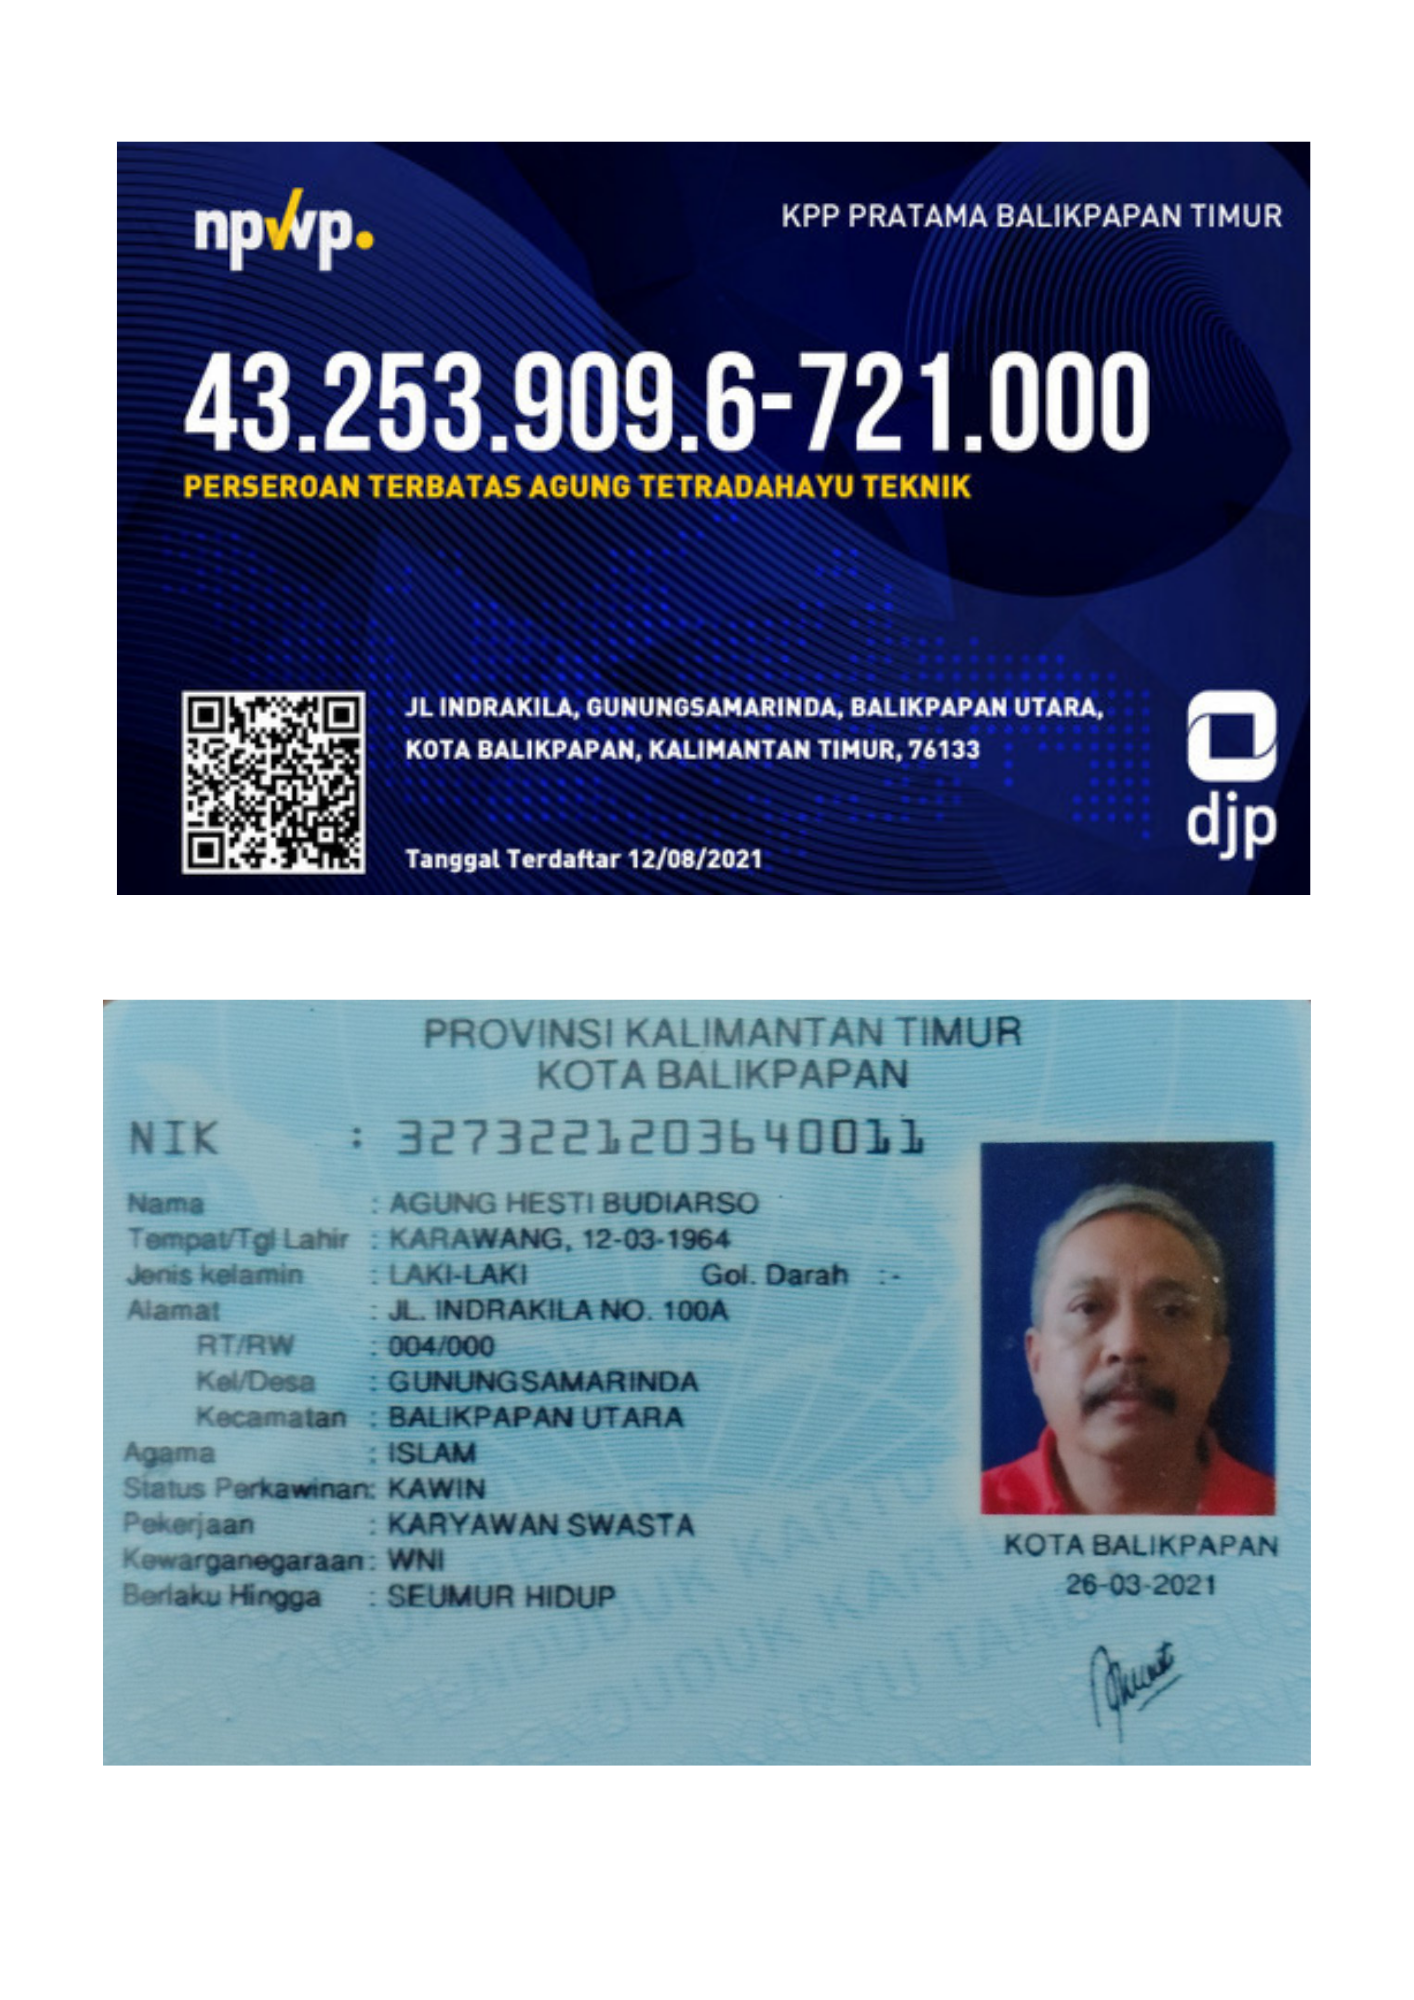 npwp.
KPP PRATAMA BALIKPAPAN TIMUR
43.253.909.6-721.000
PERSEROAN TERBATAS AGUNG TETRADAHAYU TEKNIK
JL INDRAKILA, GUNUNGSAMARINDA, BALIKPAPAN UTARA,
KOTA BALIKPAPAN, KALIMANTAN TIMUR, 76133
Tanggal Terdaftar 12/08/2021
djp
PROVINSI KALIMANTAN TIMUR
KOTA BALIKPAPAN
NIK : 3273221203640011
Nama : AGUNG HESTI BUDIARSO
Tempat/Tgl Lahir : KARAWANG, 12-03-1964
Jenis kelamin : LAKI-LAKI Gol. Darah :-
Alamat : JL. INDRAKILA NO. 100A
RT/RW : 004/000
Kel/Desa : GUNUNGSAMARINDA
Kecamatan : BALIKPAPAN UTARA
Agama : ISLAM
Status Perkawinan: KAWIN
Pekerjaan : KARYAWAN SWASTA
Kewarganegaraan: WNI
Berlaku Hingga : SEUMUR HIDUP
KOTA BALIKPAPAN
26-03-2021